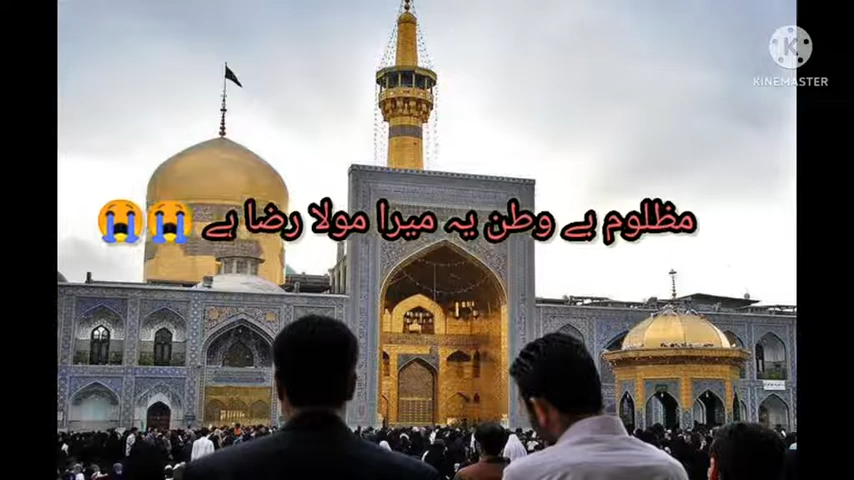 KINEMASTER
مظلوم بے وطن یہ میرا مولا رضا ہے 😭😭